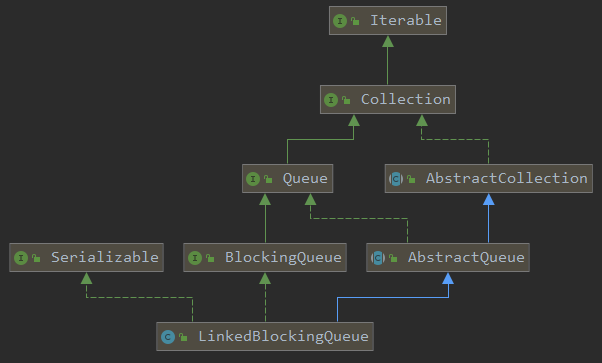 Iterable
Collection
Queue
AbstractCollection
Serializable
BlockingQueue
AbstractQueue
LinkedBlockingQueue